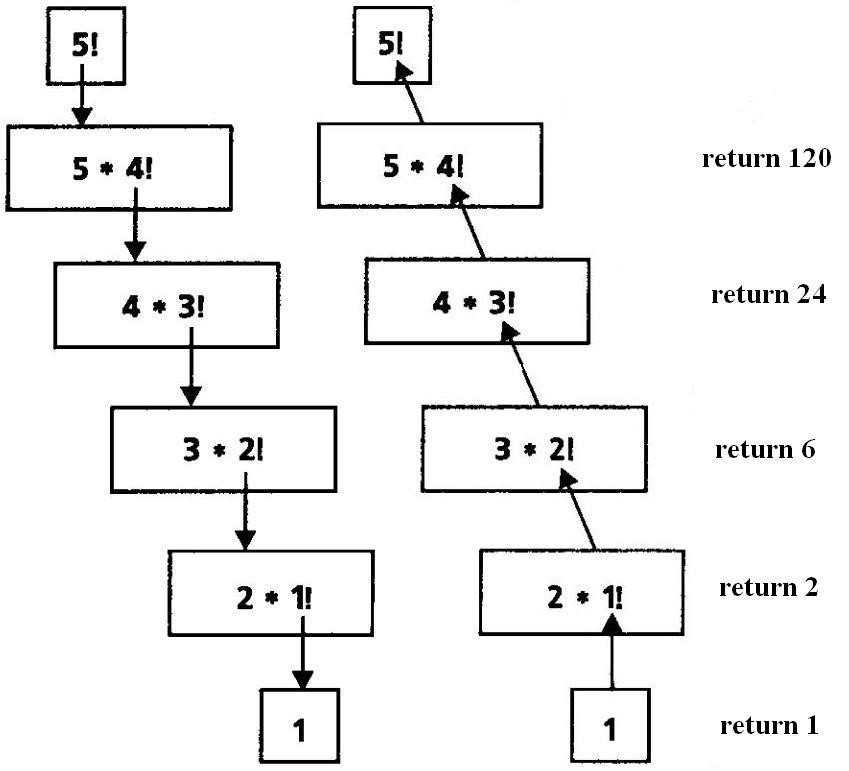 5! 5!
5 * 4! 5 * 4! return 120
4 * 3! 4 * 3! return 24
3 * 2! 3 * 2! return 6
2 * 1! 2 * 1! return 2
1 1 return 1